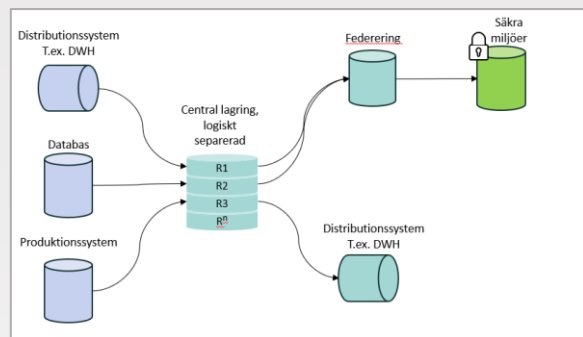 Distributionssystem
T.ex. DWH
Databas
Produktionssystem
Central lagring,
logiskt
separerad
R1
R2
R3
Rⁿ
Federering
Säkra
miljöer
Distributionssystem
T.ex. DWH